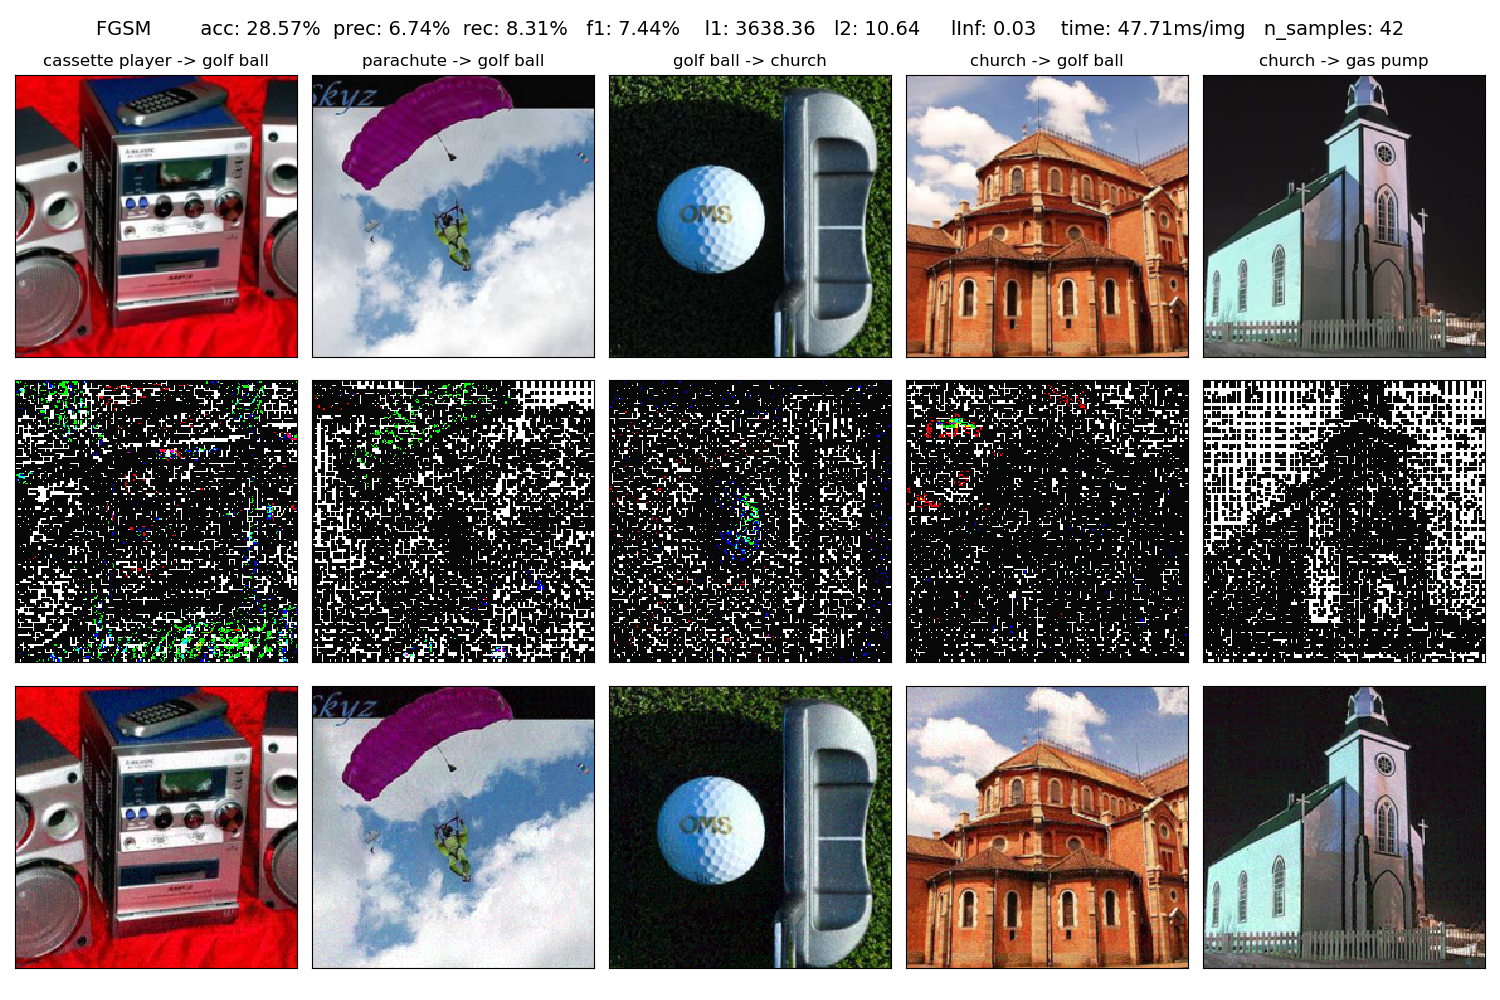 FGSM acc: 28.57% prec: 6.74% rec: 8.31% f1: 7.44% l1: 3638.36 l2: 10.64 lInf: 0.03 time: 47.71ms/img n_samples: 42
cassette player -> golf ball parachute -> golf ball golf ball -> church church -> golf ball church -> gas pump
Skyz
OMS
Skyz
OMS